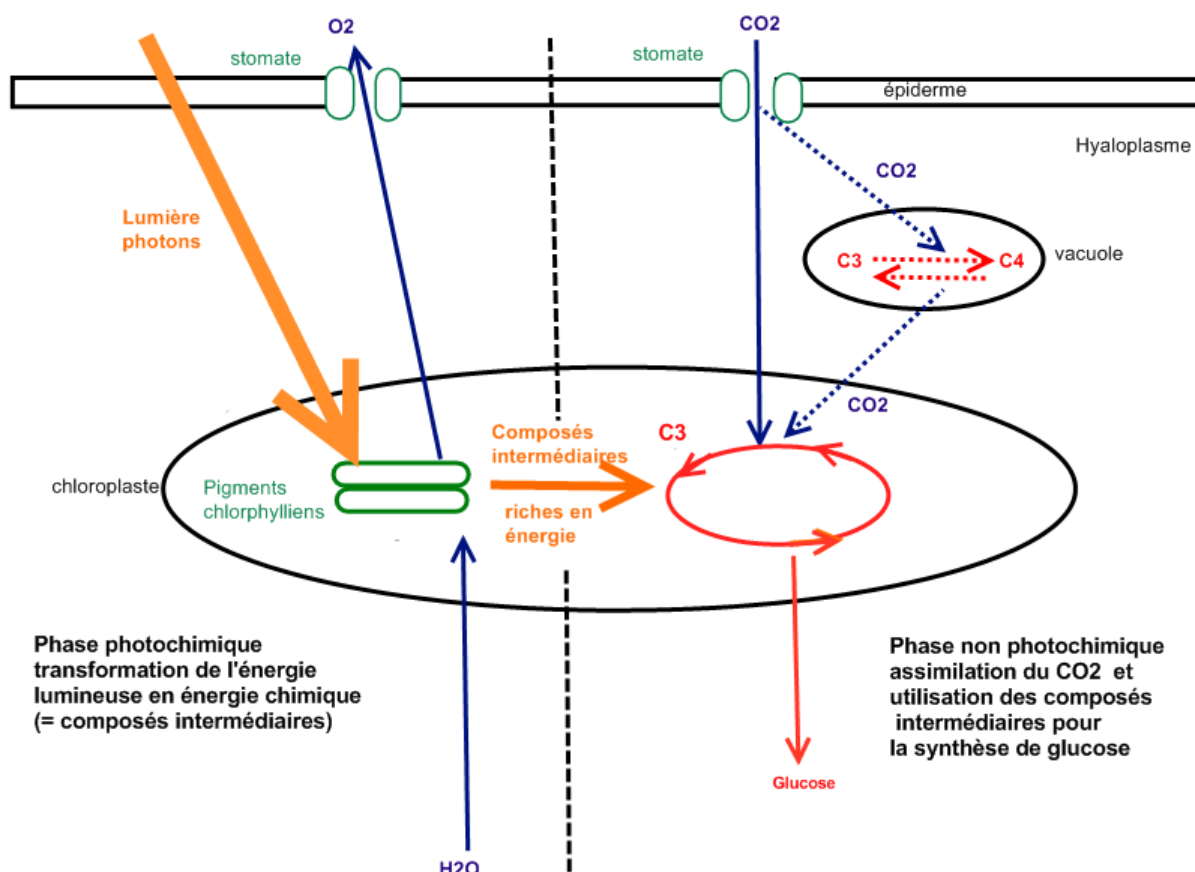 O2
CO2
stomate
stomate
épiderme
Hyaloplasme
CO2
Lumière
photons
C3
C4
vacuole
CO2
Composés
intermédiaires
C3
chloroplaste
Pigments
chlorphylliens
riches en
énergie
Phase photochimique
transformation de l'énergie
lumineuse en énergie chimique
(= composés intermédiaires)
Phase non photochimique
assimilation du CO2 et
utilisation des composés
intermédiaires pour
la synthèse de glucose
Glucose
H2O